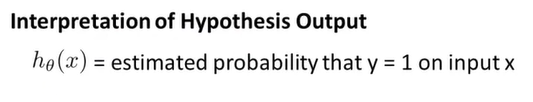 Interpretation of Hypothesis Output
hθ(x) = estimated probability that y = 1 on input x